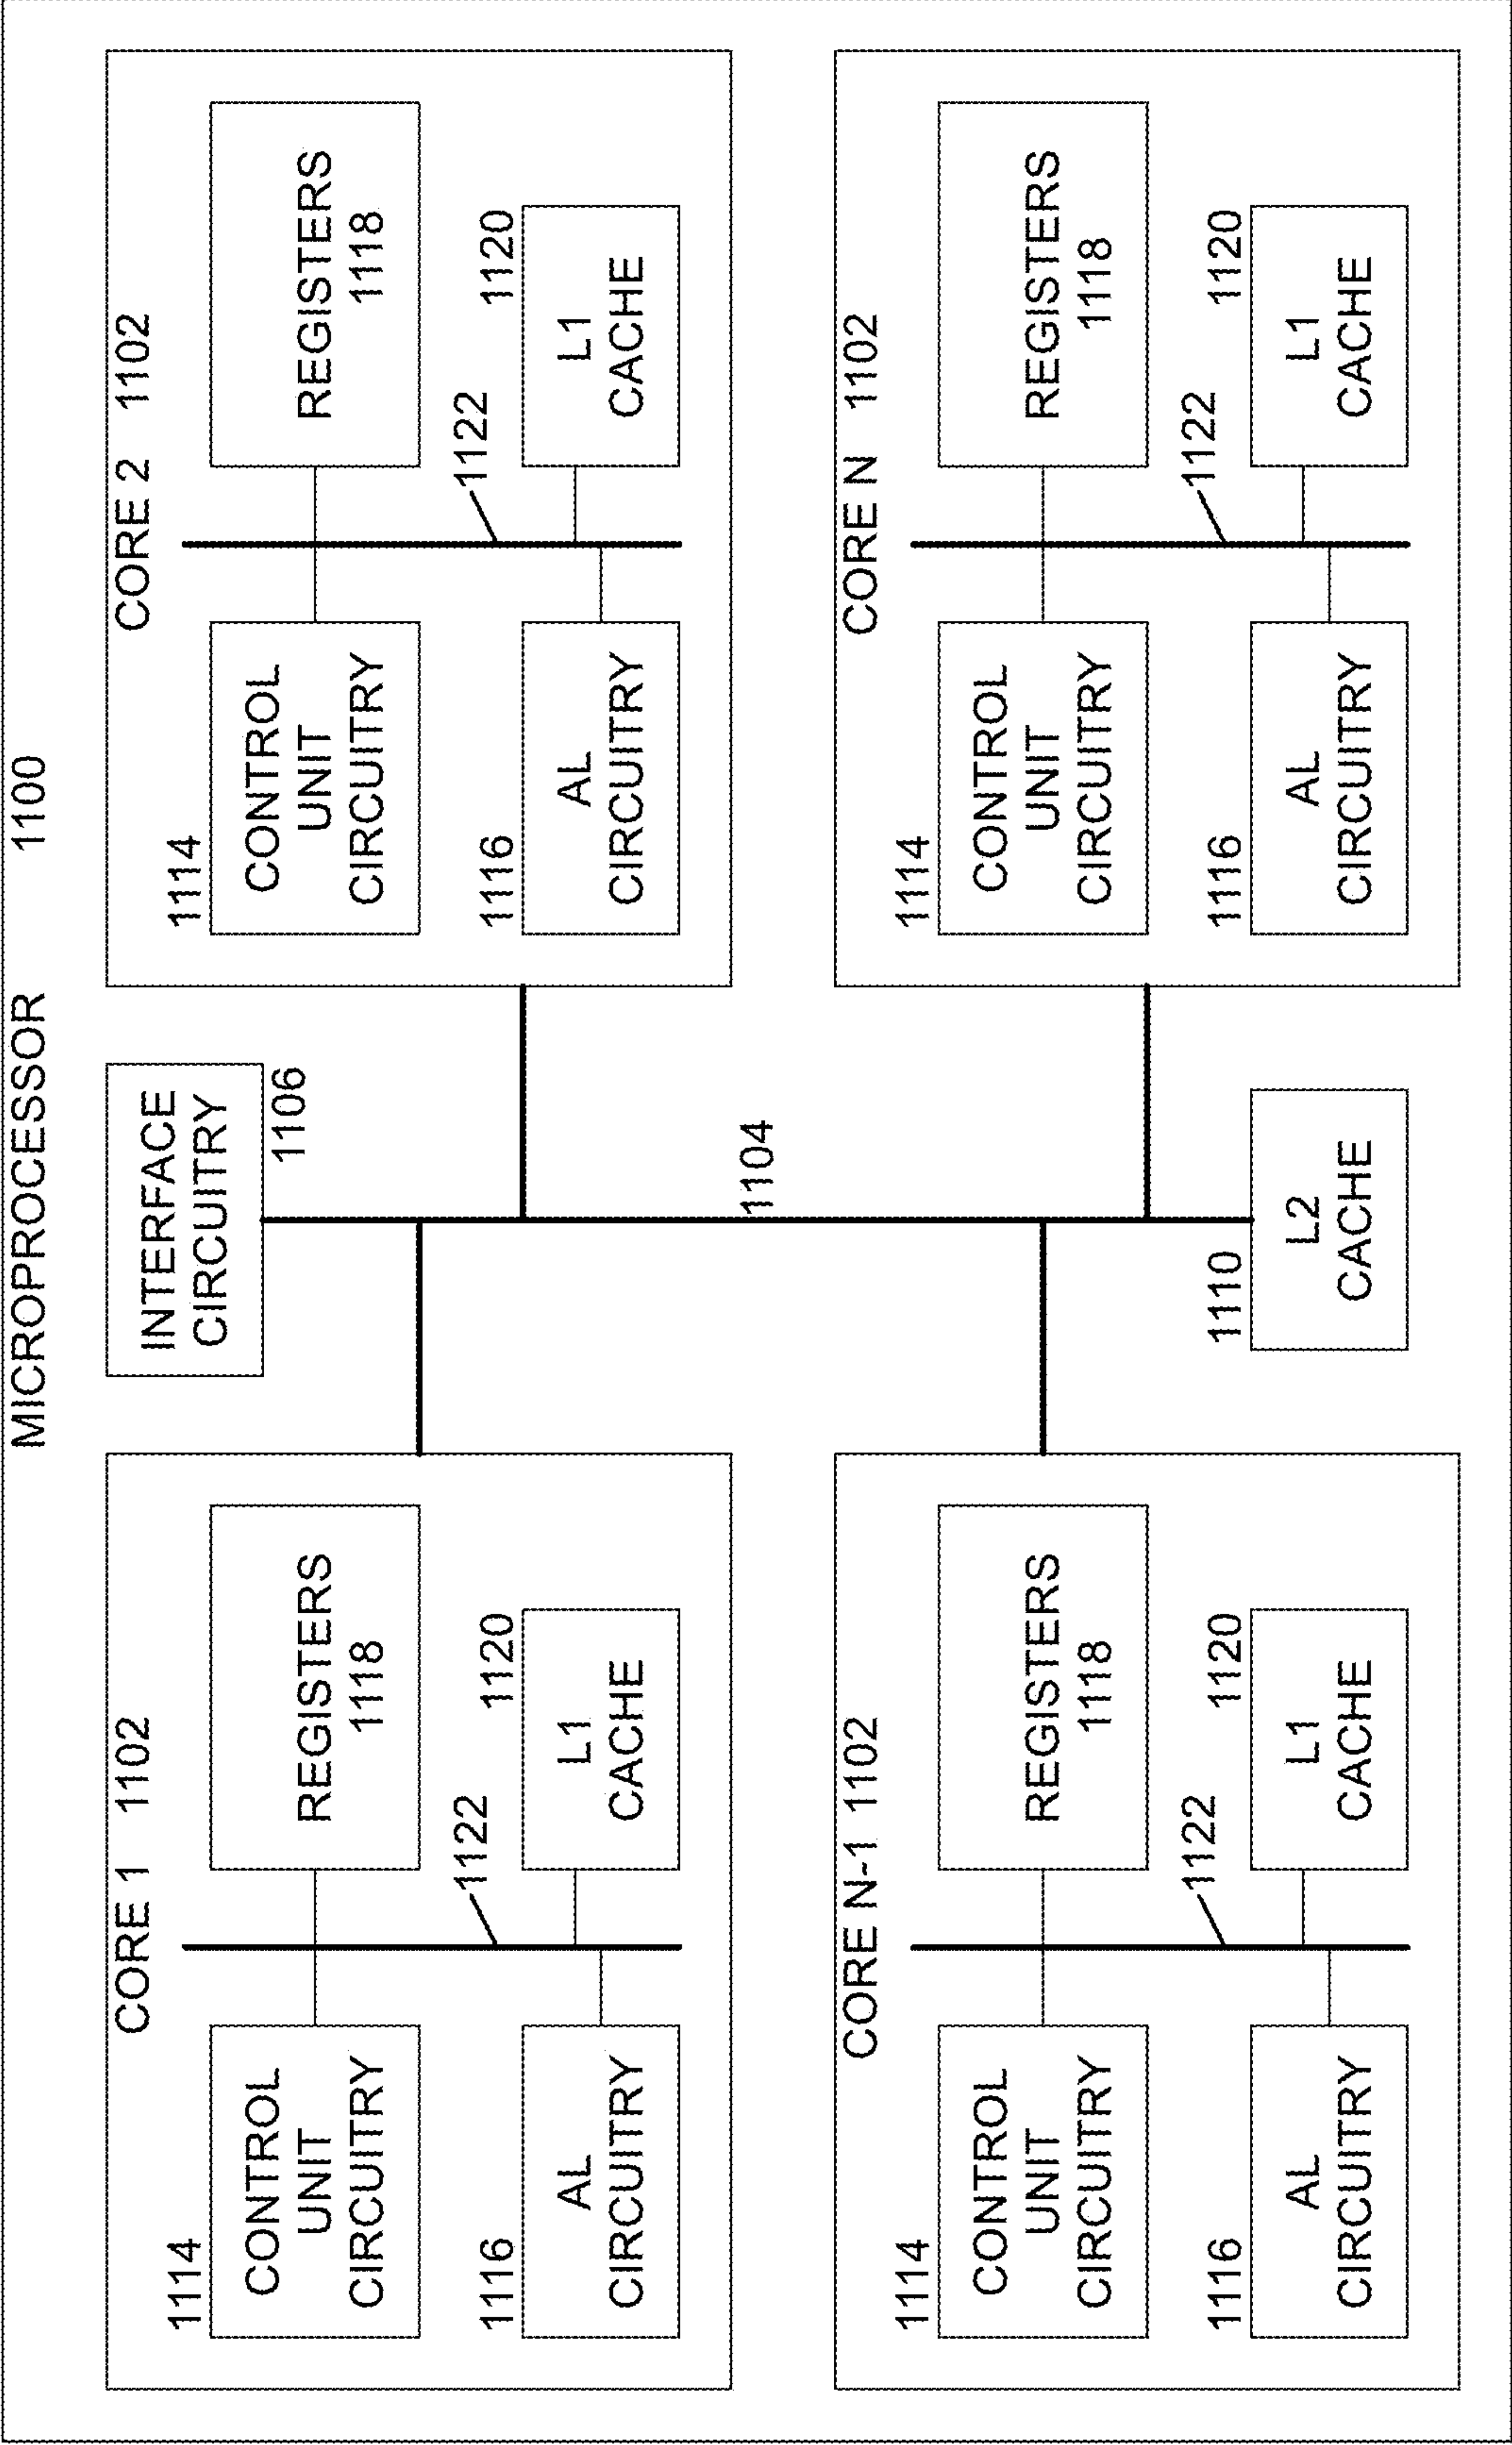 MICROPROCESSOR 1100
CORE 1 1102
1114
CONTROL
UNIT
CIRCUITRY
REGISTERS
1118
1122
1116
AL
CIRCUITRY
1120
L1
CACHE
INTERFACE
CIRCUITRY
1106
CORE 2 1102
1114
CONTROL
UNIT
CIRCUITRY
REGISTERS
1118
1122
1116
AL
CIRCUITRY
1120
L1
CACHE
1104
CORE N-1 1102
1114
CONTROL
UNIT
CIRCUITRY
REGISTERS
1118
1122
1116
AL
CIRCUITRY
1120
L1
CACHE
1110
L2
CACHE
CORE N 1102
1114
CONTROL
UNIT
CIRCUITRY
REGISTERS
1118
1122
1116
AL
CIRCUITRY
1120
L1
CACHE